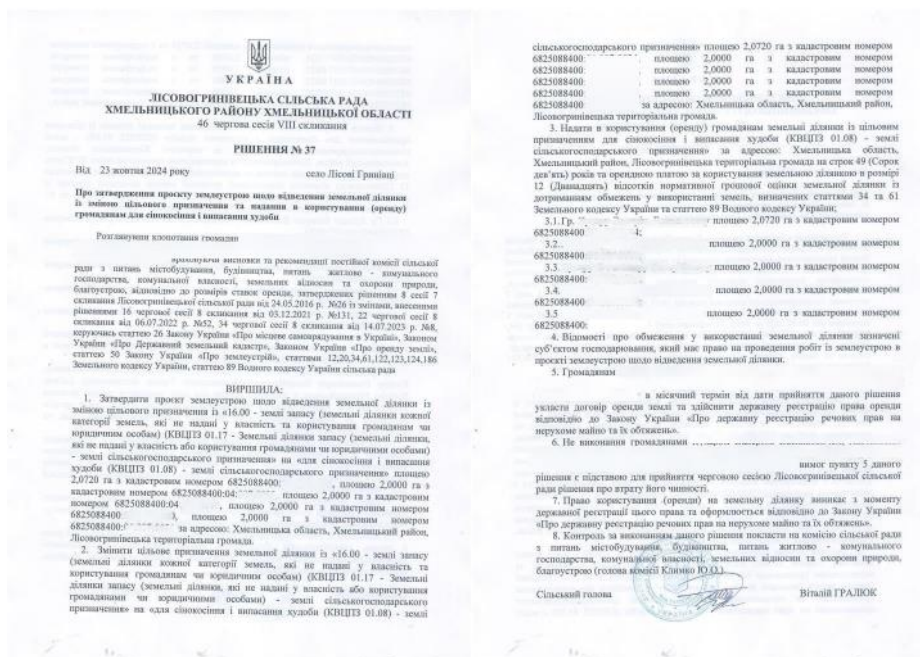 УКРАЇНА
ЛІСОВОГРИНІВЕЦЬКА СІЛЬСЬКА РАДА
ХМЕЛЬНИЦЬКОГО РАЙОНУ ХМЕЛЬНИЦЬКОЇ ОБЛАСТІ
46 чергова сесія VIII скликання
РІШЕННЯ № 37
Від 23 жовтня 2024 року село Лісові Гринівці
Про затвердження проєкту землеустрою щодо відведення земельної ділянки
із зміною цільового призначення та надання в користування (оренду)
громадянам для сінокосіння і випасання худоби
Розглянувши клопотання громадян
враховуючи висновки та рекомендації постійної комісії сільської
ради з питань містобудування, будівництва, питань житлово - комунального
господарства, комунальної власності, земельних відносин та охорони природи,
благоустрою, відповідно до розмірів ставок оренди, затверджених рішенням 8 сесії 7
скликання Лісовогринівецької сільської ради від 24.05.2016 р. №26 із змінами, внесеними
рішеннями 16 чергової сесії 8 скликання від 03.12.2021 р. №131, 22 чергової сесії 8
скликання від 06.07.2022 р №52, 34 чергової сесії 8 скликання від 14.07.2023 р. №8,
керуючись статтею 26 Закону України «Про місцеве самоврядування в Україні», Законом
України «Про Державний земельний кадастр», Законом України «Про оренду землі»,
статтею 50 Закону України «Про землеустрій», статтями 12,20,34,61,122,123,124,186
Земельного кодексу України, статтею 89 Водного кодексу України сільська рада
ВИРІШИЛА:
1. Затвердити проєкт землеустрою щодо відведення земельної ділянки із
зміною цільового призначення із «16.00 - землі запасу (земельні ділянки кожної
категорії земель, які не надані у власність та користування громадянам чи
юридичним особам) (КВЦПЗ 01.17 - Земельні ділянки запасу (земельні ділянки,
які не надані у власність або користування громадянами чи юридичними особами)
- землі сільськогосподарського призначення» на «для сінокосіння і випасання
худоби (КВЦПЗ 01.08) - землі сільськогосподарського призначення» площею
2,0720 га з кадастровим номером 6825088400: , площею 2,0000 га з
кадастровим номером 6825088400:04: площею 2,0000 га з кадастровим
номером 6825088400:04 , площею 2,0000 га з кадастровим номером
6825088400: 3, площею 2,0000 га з кадастровим номером
6825088400: за адресою: Хмельницька область, Хмельницький район,
Лісовогринівецька територіальна громада.
2. Змінити цільове призначення земельної ділянки із «16.00 - землі запасу
(земельні ділянки кожної категорії земель, які не надані у власність та
користування громадянам чи юридичним особам) (КВЦПЗ 01.17 - Земельні
ділянки запасу (земельні ділянки, які не надані у власність або користування
громадянами чи юридичними особами) - землі сільськогосподарського
призначення» на «для сінокосіння і випасання худоби (КВЦПЗ 01.08) - землі
сільськогосподарського призначення» площею 2,0720 га з кадастровим номером
6825088400: площею 2,0000 га з кадастровим номером
6825088400: площею 2,0000 га з кадастровим номером
6825088400: площею 2,0000 га з кадастровим номером
6825088400: площею 2,0000 га з кадастровим номером
6825088400 за адресою: Хмельницька область, Хмельницький район,
Лісовогринівецька територіальна громада.
3. Надати в користування (оренду) громадянам земельні ділянки із цільовим
призначенням для сінокосіння і випасання худоби (КВЦПЗ 01.08) - землі
сільськогосподарського призначення» за адресою: Хмельницька область,
Хмельницький район, Лісовогринівецька територіальна громада на строк 49 (Сорок
дев'ять) років та орендною платою за користування земельною ділянкою в розмірі
12 (Дванадцять) відсотків нормативної грошової оцінки земельної ділянки із
дотриманням обмежень у використанні земель, визначених статтями 34 та 61
Земельного кодексу України та статтею 89 Водного кодексу України;
3.1. Гр. площею 2,0720 га з кадастровим номером
6825088400 4;
3.2.. площею 2,0000 га з кадастровим номером
6825088400
3.3. площею 2,0000 га з кадастровим номером
6825088400:
3.4. площею 2,0000 га з кадастровим номером
6825088400:
3.5 площею 2,0000 га з кадастровим номером
6825088400:
4. Відомості про обмеження у використанні земельної ділянки зазначені
суб'єктом господарювання, який має право на проведення робіт із землеустрою в
проєкті землеустрою щодо відведення земельної ділянки.
5. Громадянам
в місячний термін від дати прийняття даного рішення
укласти договір оренди землі та здійснити державну реєстрацію права оренди
відповідно до Закону України «Про державну реєстрацію речових прав на
нерухоме майно та їх обтяжень».
6. Не виконання громадянами
вимог пункту 5 даного
рішення є підставою для прийняття черговою сесією Лісовогринівецької сільської
ради рішення про втрату його чинності.
7. Право користування (оренди) на земельну ділянку виникає з моменту
державної реєстрації цього права та оформлюється відповідно до Закону України
«Про державну реєстрацію речових прав на нерухоме майно та їх обтяжень».
8. Контроль за виконанням даного рішення покласти на комісію сільської ради
з питань містобудування, будівництва, питань житлово - комунального
господарства, комунальної власності, земельних відносин та охорони природи,
благоустрою (голова комісії Климко Ю.О.)
Сільський голова Віталій ГРАЛЮК